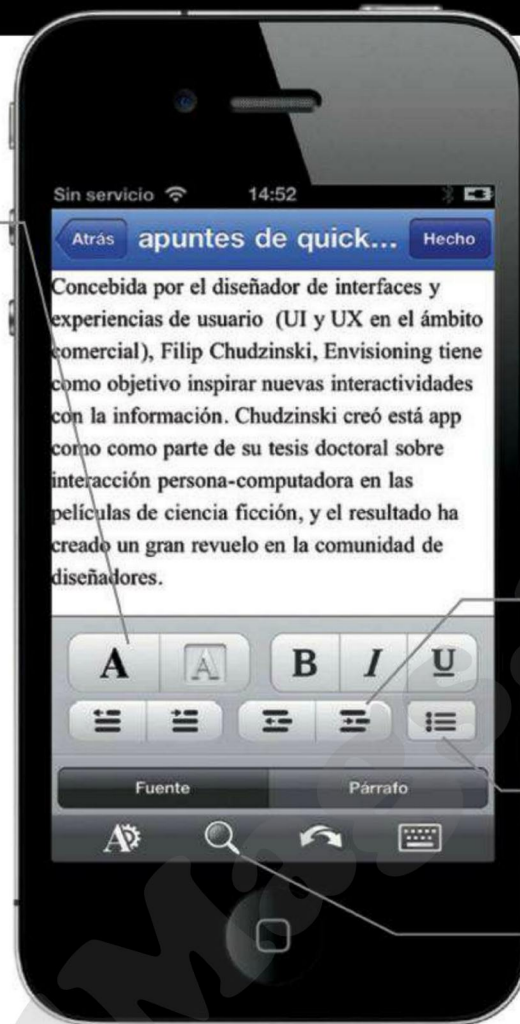 Sin servicio 14:52
Atrás apuntes de quick... Hecho
Concebida por el diseñador de interfaces y
experiencias de usuario (UI y UX en el ámbito
comercial), Filip Chudzinski, Envisioning tiene
como objetivo inspirar nuevas interactividades
con la información. Chudzinski creó está app
como como parte de su tesis doctoral sobre
interacción persona-computadora en las
películas de ciencia ficción, y el resultado ha
creado un gran revuelo en la comunidad de
diseñadores.
A A B I U
Fuente Párrafo
A